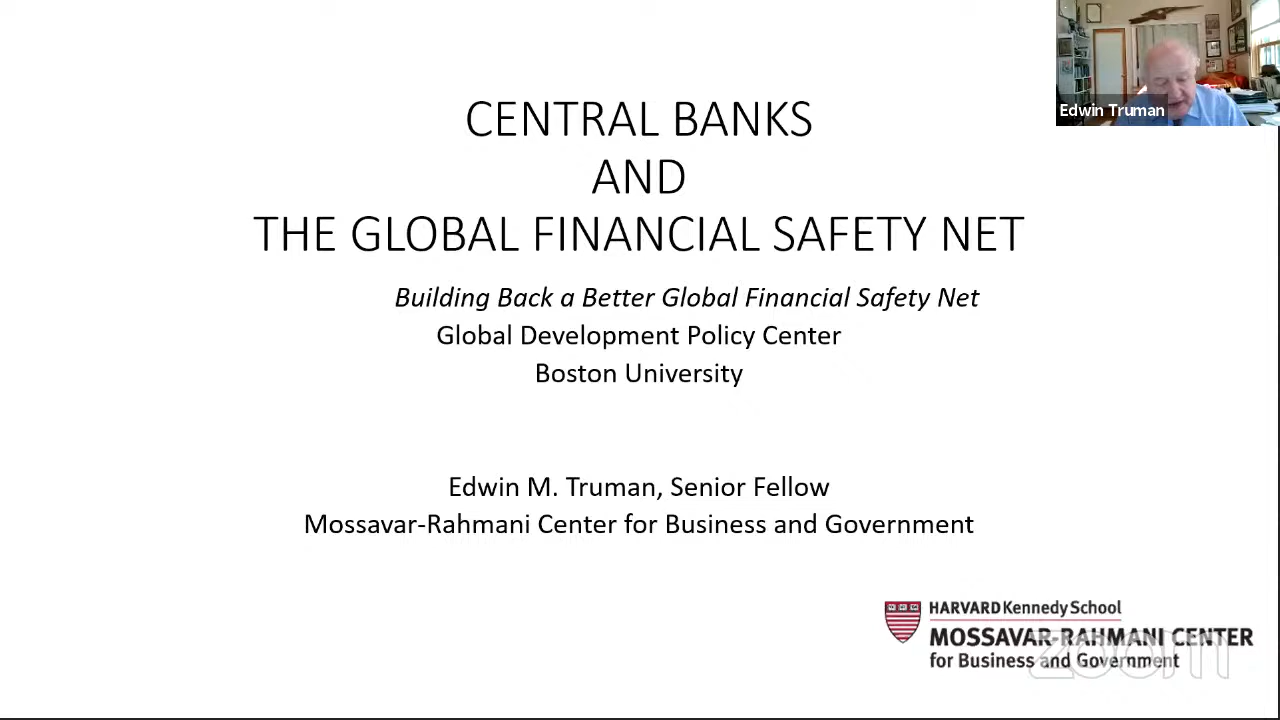 Edwin Truman
CENTRAL BANKS
AND
THE GLOBAL FINANCIAL SAFETY NET
Building Back a Better Global Financial Safety Net
Global Development Policy Center
Boston University
Edwin M. Truman, Senior Fellow
Mossavar-Rahmani Center for Business and Government
HARVARD Kennedy School
MOSSAVAR-RAHMANI CENTER
for Business and Government
zoom